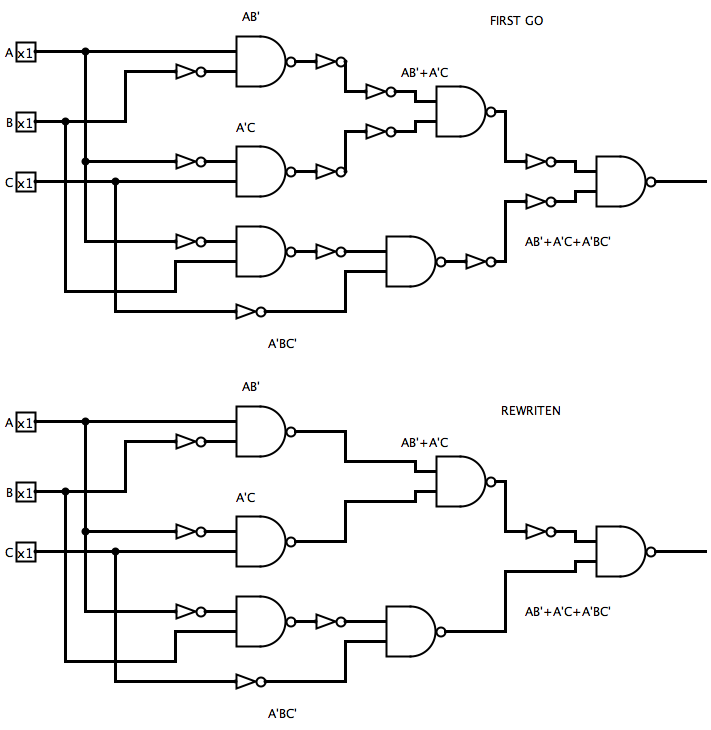 AB'
FIRST GO
A x1
AB'+A'C
B x1
A'C
C x1
AB'+A'C+A'BC'
A'BC'
AB'
REWRITEN
A x1
AB'+A'C
B x1
A'C
C x1
AB'+A'C+A'BC'
A'BC'